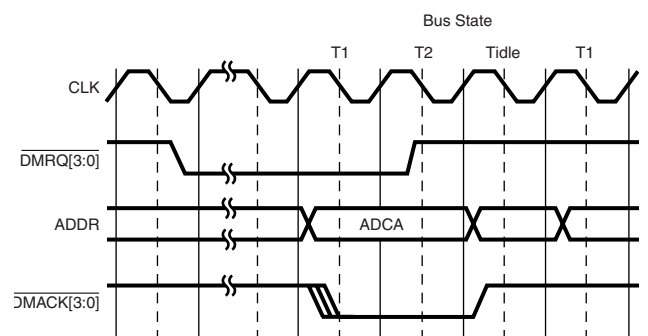 Bus State
T1 T2 Tidle T1
CLK
DMRQ[3:0]
ADDR
ADCA
DMACK[3:0]